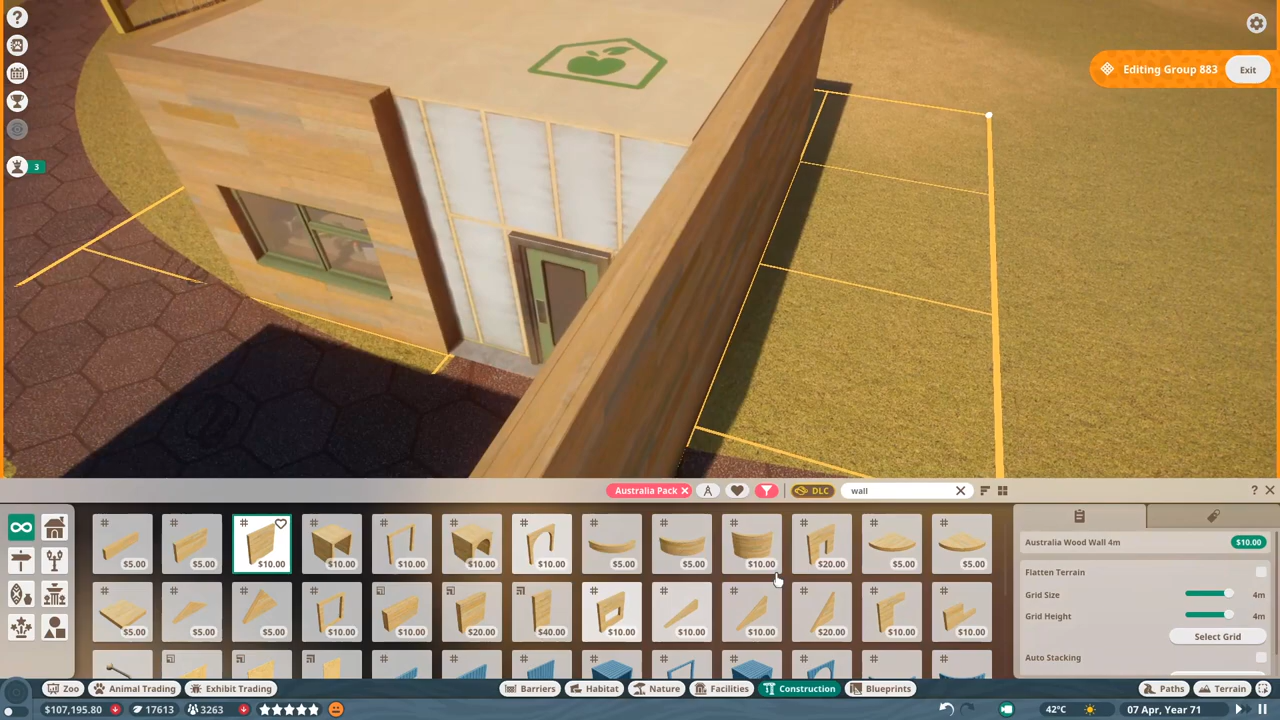 Editing Group 883
Exit
3
Australia Pack
DLC
wall
$5.00 $5.00 $10.00 $10.00 $10.00 $10.00 $10.00 $5.00 $5.00 $10.00 $20.00 $5.00 $5.00
Australia Wood Wall 4m $10.00
Flatten Terrain
Grid Size 4m
$5.00 $5.00 $5.00 $10.00 $10.00 $20.00 $40.00 $10.00 $10.00 $10.00 $20.00 $10.00 $10.00
Grid Height 4m
Select Grid
Auto Stacking
Zoo Animal Trading Exhibit Trading Barriers Habitat Nature Facilities Construction Blueprints Paths Terrain
$107,195.80 17613 3263 42°C 07 Apr, Year 71